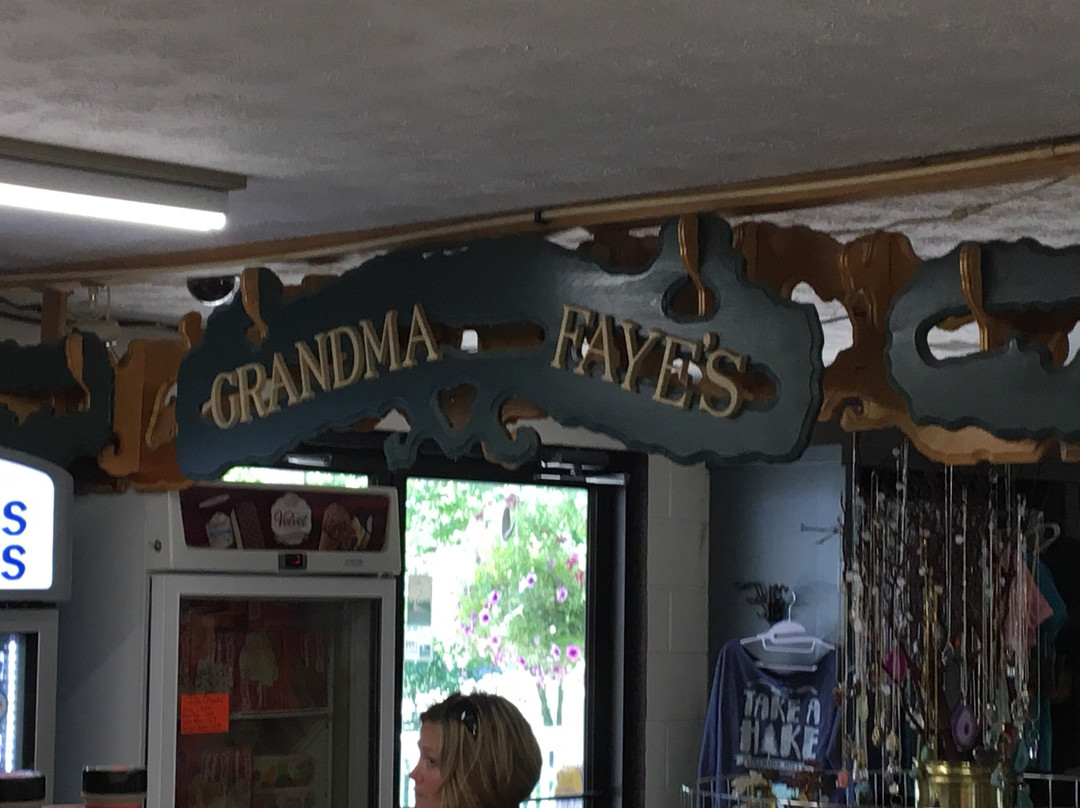 GRANDMA FAYE'S
Velvet
S
S
TAKE A
HIKE